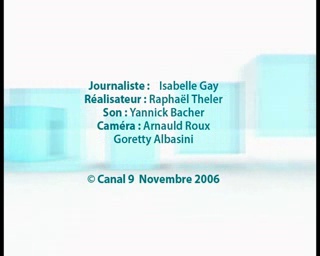 Journaliste : Isabelle Gay
Réalisateur : Raphaël Theler
Son : Yannick Bacher
Caméra : Arnauld Roux
Goretty Albasini
© Canal 9 Novembre 2006